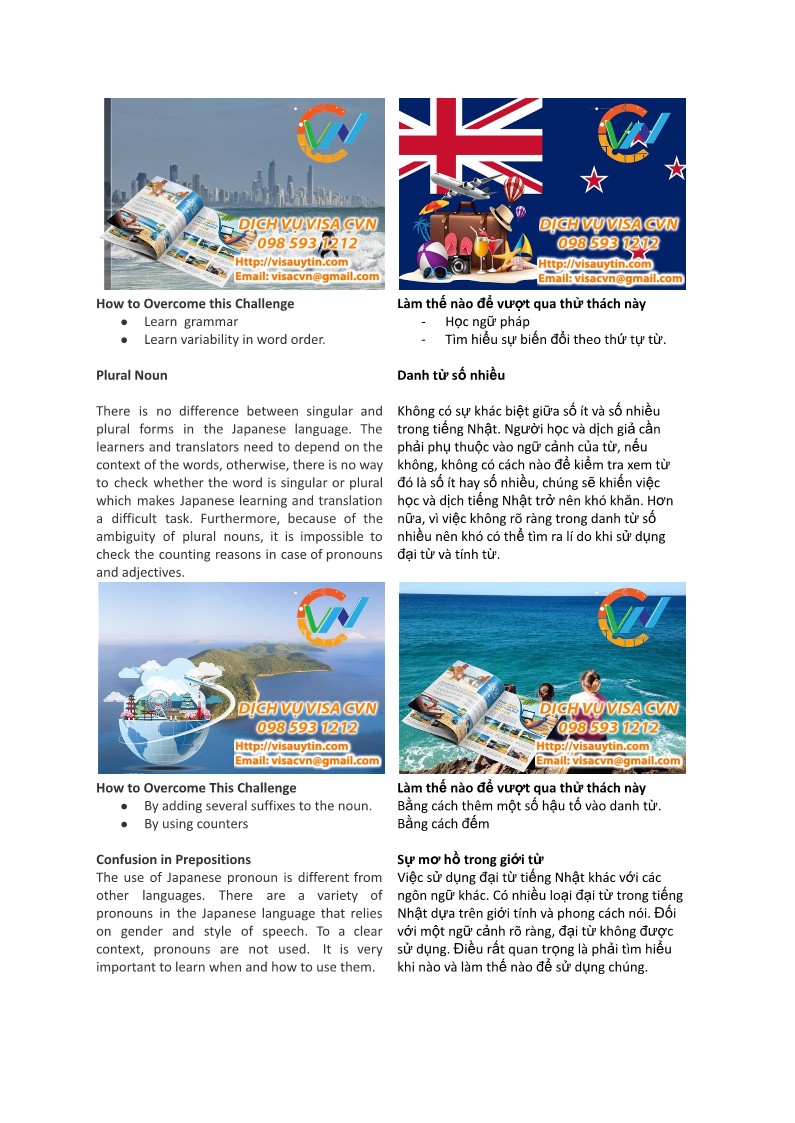 DỊCH VỤ VISA CVN
098 593 1212
Http://visauytin.com
Email: visacvn@gmail.com
How to Overcome this Challenge
● Learn grammar
● Learn variability in word order.
Plural Noun
There is no difference between singular and
plural forms in the Japanese language. The
learners and translators need to depend on the
context of the words, otherwise, there is no way
to check whether the word is singular or plural
which makes Japanese learning and translation
a difficult task. Furthermore, because of the
ambiguity of plural nouns, it is impossible to
check the counting reasons in case of pronouns
and adjectives.
DỊCH VỤ VISA CVN
098 593 1212
Http://visauytin.com
Email: visacvn@gmail.com
How to Overcome This Challenge
● By adding several suffixes to the noun.
● By using counters
Confusion in Prepositions
The use of Japanese pronoun is different from
other languages. There are a variety of
pronouns in the Japanese language that relies
on gender and style of speech. To a clear
context, pronouns are not used. It is very
important to learn when and how to use them.
DỊCH VỤ VISA CVN
098 593 1212
Http://visauytin.com
Email: visacvn@gmail.com
Làm thế nào để vượt qua thử thách này
- Học ngữ pháp
- Tìm hiểu sự biến đổi theo thứ tự từ.
Danh từ số nhiều
Không có sự khác biệt giữa số ít và số nhiều
trong tiếng Nhật. Người học và dịch giả cần
phải phụ thuộc vào ngữ cảnh của từ, nếu
không, không có cách nào để kiểm tra xem từ
đó là số ít hay số nhiều, chúng sẽ khiến việc
học và dịch tiếng Nhật trở nên khó khăn. Hơn
nữa, vì việc không rõ ràng trong danh từ số
nhiều nên khó có thể tìm ra lí do khi sử dụng
đại từ và tính từ.
DỊCH VỤ VISA CVN
098 593 1212
Http://visauytin.com
Email: visacvn@gmail.com
Làm thế nào để vượt qua thử thách này
Bằng cách thêm một số hậu tố vào danh từ.
Bằng cách đếm
Sự mơ hồ trong giới từ
Việc sử dụng đại từ tiếng Nhật khác với các
ngôn ngữ khác. Có nhiều loại đại từ trong tiếng
Nhật dựa trên giới tính và phong cách nói. Đối
với một ngữ cảnh rõ ràng, đại từ không được
sử dụng. Điều rất quan trọng là phải tìm hiểu
khi nào và làm thế nào để sử dụng chúng.